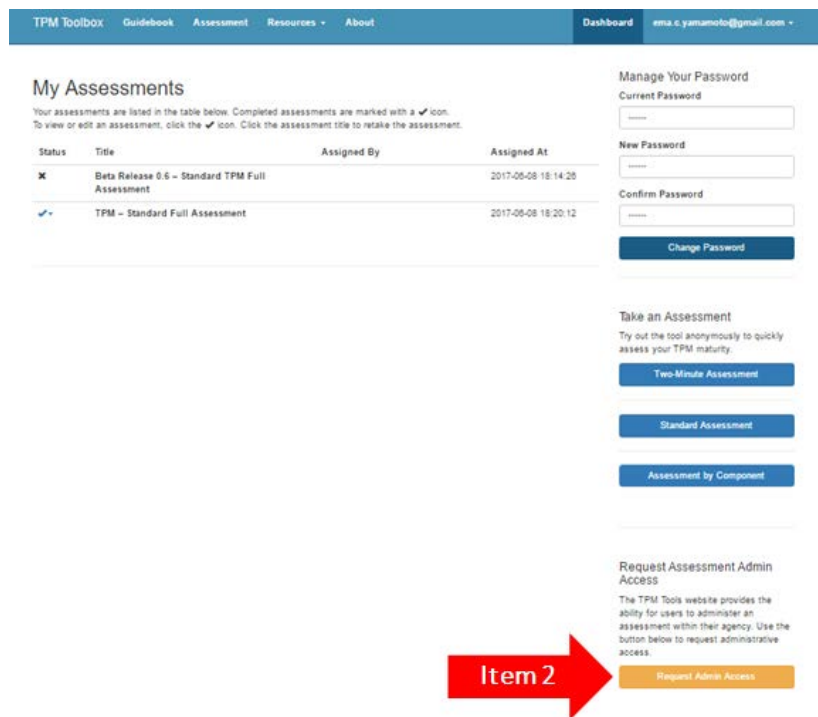 TPM Toolbox Guidebook Assessment Resources About Dashboard ema.c.yamamoto@gmail.com
My Assessments
Your assessments are listed in the table below. Completed assessments are marked with a ✔ icon.
To view or edit an assessment, click the ✔ icon. Click the assessment title to retake the assessment.
Status Title Assigned By Assigned At
✖ Beta Release 0.6 – Standard TPM Full 2017-06-08 18:14:26
Assessment
✔ TPM – Standard Full Assessment 2017-06-08 18:20:12
Manage Your Password
Current Password
······
New Password
······
Confirm Password
······
Change Password
Take an Assessment
Try out the tool anonymously to quickly
assess your TPM maturity.
Two-Minute Assessment
Standard Assessment
Assessment by Component
Request Assessment Admin
Access
The TPM Tools website provides the
ability for users to administer an
assessment within their agency. Use the
button below to request administrative
access.
Item 2
Request Admin Access